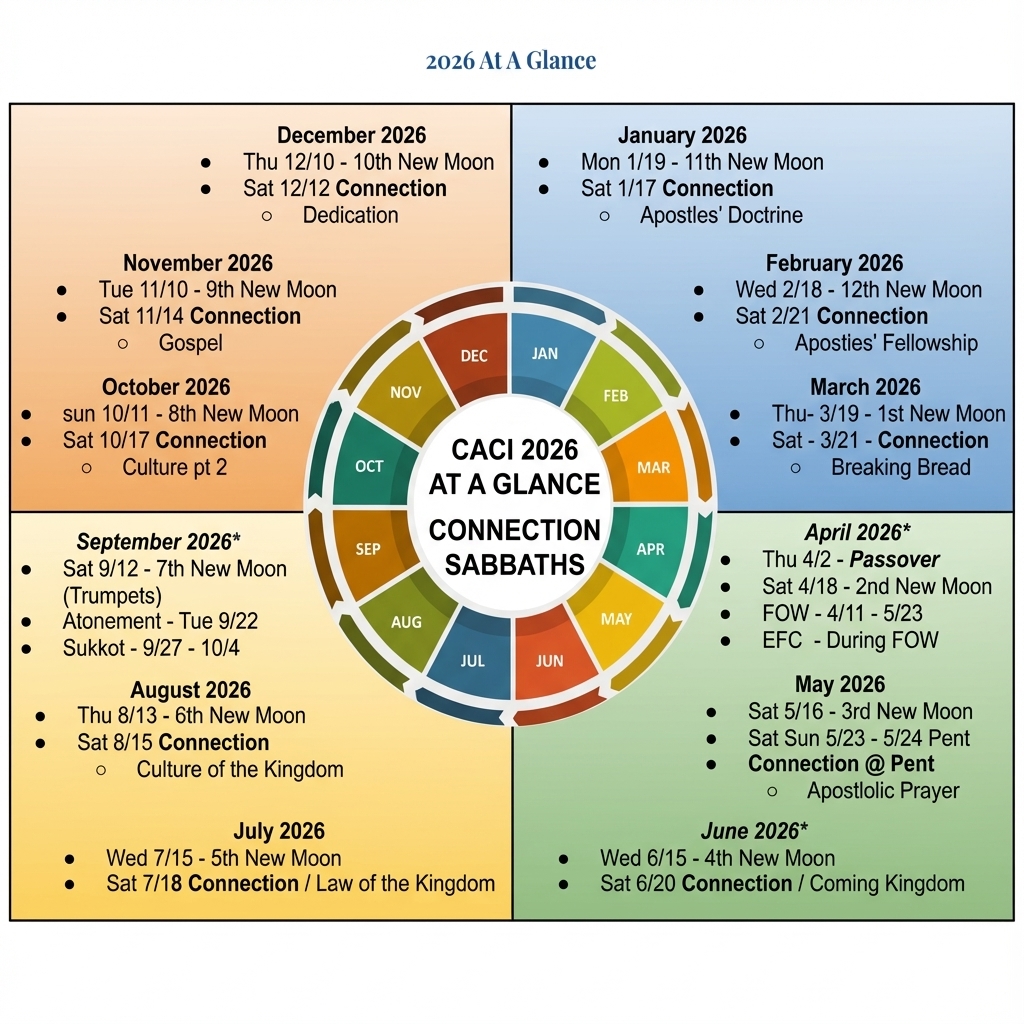 2026 At A Glance
December 2026
● Thu 12/10 - 10th New Moon
● Sat 12/12 Connection
○ Dedication
November 2026
● Tue 11/10 - 9th New Moon
● Sat 11/14 Connection
○ Gospel
October 2026
● sun 10/11 - 8th New Moon
● Sat 10/17 Connection
○ Culture pt 2
January 2026
● Mon 1/19 - 11th New Moon
● Sat 1/17 Connection
○ Apostles' Doctrine
February 2026
● Wed 2/18 - 12th New Moon
● Sat 2/21 Connection
○ Aposties' Fellowship
March 2026
● Thu- 3/19 - 1st New Moon
● Sat - 3/21 - Connection
○ Breaking Bread
DEC
JAN
NOV
FEB
OCT
MAR
SEP
APR
AUG
MAY
JUL
JUN
CACI 2026
AT A GLANCE
CONNECTION
SABBATHS
September 2026*
● Sat 9/12 - 7th New Moon
(Trumpets)
● Atonement - Tue 9/22
● Sukkot - 9/27 - 10/4
August 2026
● Thu 8/13 - 6th New Moon
● Sat 8/15 Connection
○ Culture of the Kingdom
July 2026
● Wed 7/15 - 5th New Moon
● Sat 7/18 Connection / Law of the Kingdom
April 2026*
● Thu 4/2 - Passover
● Sat 4/18 - 2nd New Moon
● FOW - 4/11 - 5/23
● EFC - During FOW
May 2026
● Sat 5/16 - 3rd New Moon
● Sat Sun 5/23 - 5/24 Pent
● Connection @ Pent
○ Apostlolic Prayer
June 2026*
● Wed 6/15 - 4th New Moon
● Sat 6/20 Connection / Coming Kingdom